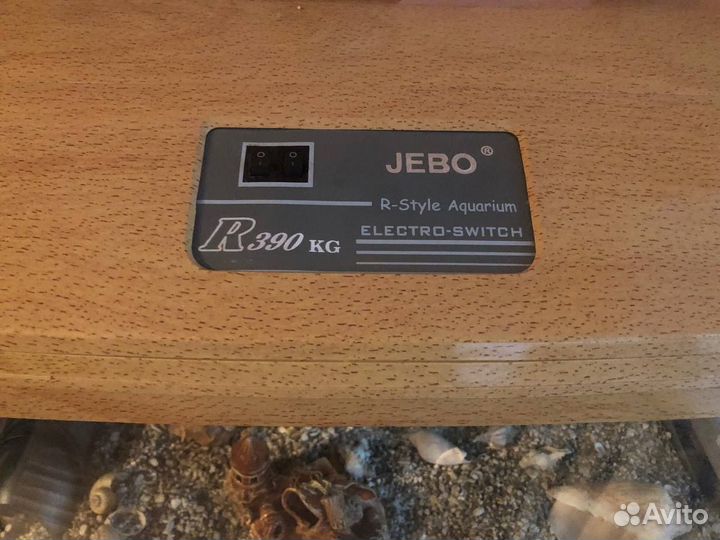 JEBO®
R-Style Aquarium
R390 KG
ELECTRO-SWITCH
Avito